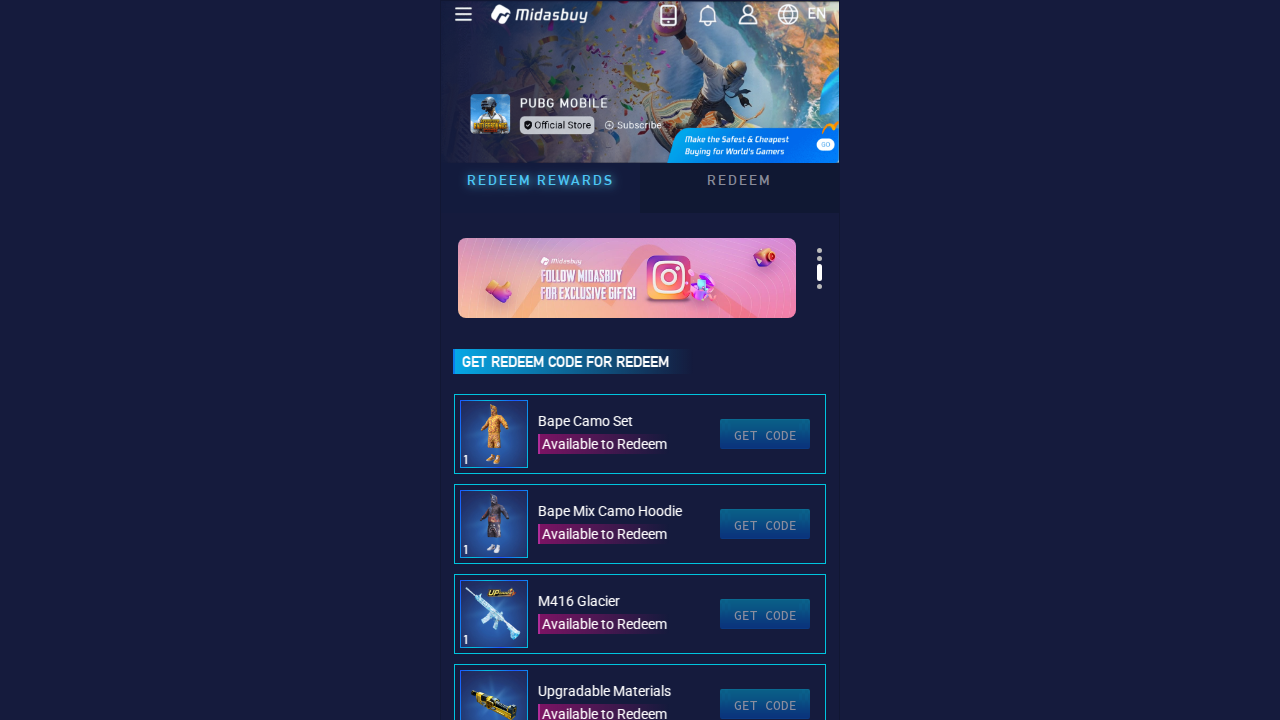 Midasbuy
EN
PUBG MOBILE
Official Store
Subscribe
Make the Safest & Cheapest
Buying for World's Gamers
GO
REDEEM REWARDS
REDEEM
Midasbuy
FOLLOW MIDASBUY
FOR EXCLUSIVE GIFTS!
GET REDEEM CODE FOR REDEEM
1
Bape Camo Set
Available to Redeem
GET CODE
1
Bape Mix Camo Hoodie
Available to Redeem
GET CODE
UP
1
M416 Glacier
Available to Redeem
GET CODE
Upgradable Materials
Available to Redeem
GET CODE